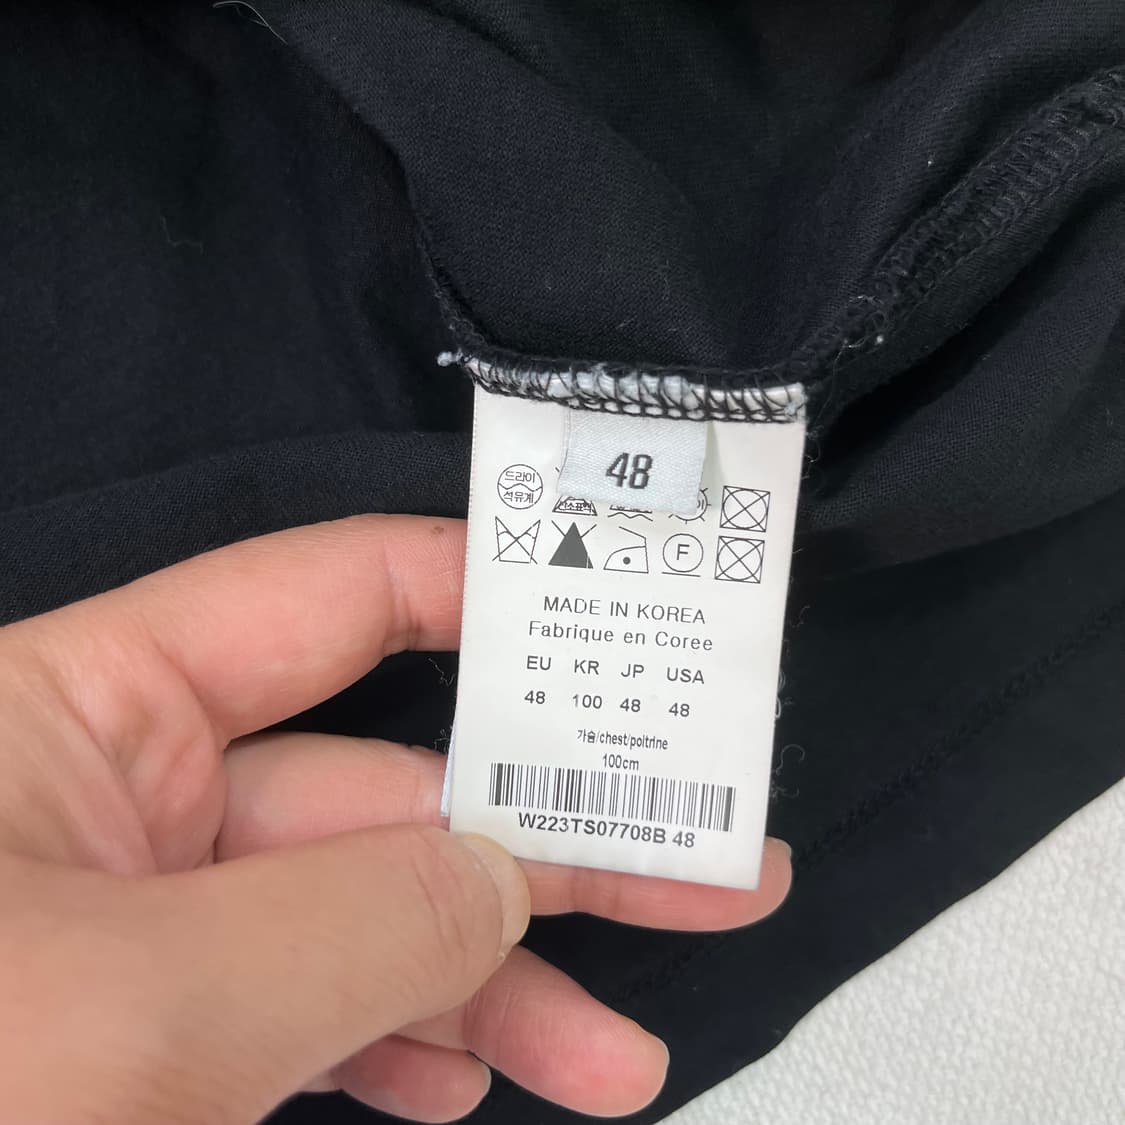 48
드라이
석유계
F
MADE IN KOREA
Fabrique en Coree
EU KR JP USA
48 100 48 48
가슴/chest/poitrine
100cm
W223TS07708B 48